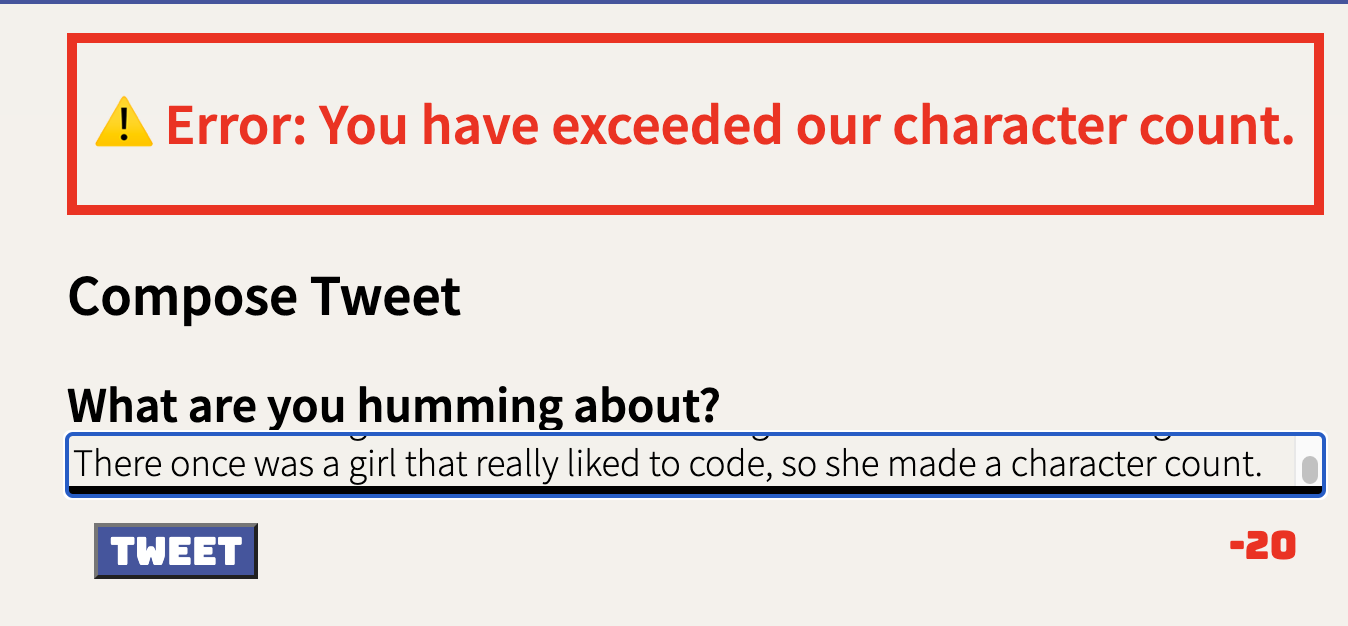 ⚠️ Error: You have exceeded our character count.
Compose Tweet
What are you humming about?
There once was a girl that really liked to code, so she made a character count.
TWEET
-20